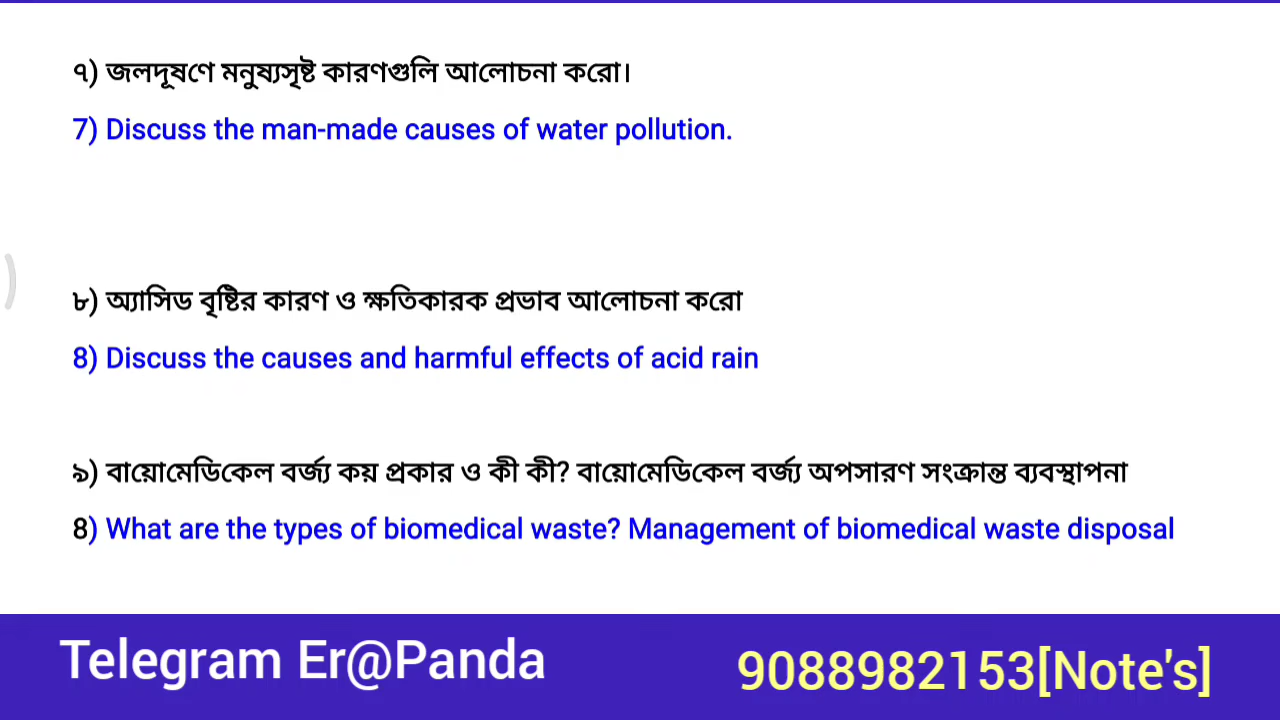 ৭) জলদূষণে মনুষ্যসৃষ্ট কারণগুলি আলোচনা করো।
7) Discuss the man-made causes of water pollution.
৮) অ্যাসিড বৃষ্টির কারণ ও ক্ষতিকারক প্রভাব আলোচনা করো
8) Discuss the causes and harmful effects of acid rain
৯) বায়োমেডিকেল বর্জ্য কয় প্রকার ও কী কী? বায়োমেডিকেল বর্জ্য অপসারণ সংক্রান্ত ব্যবস্থাপনা
8) What are the types of biomedical waste? Management of biomedical waste disposal
Telegram Er@Panda
9088982153[Note's]